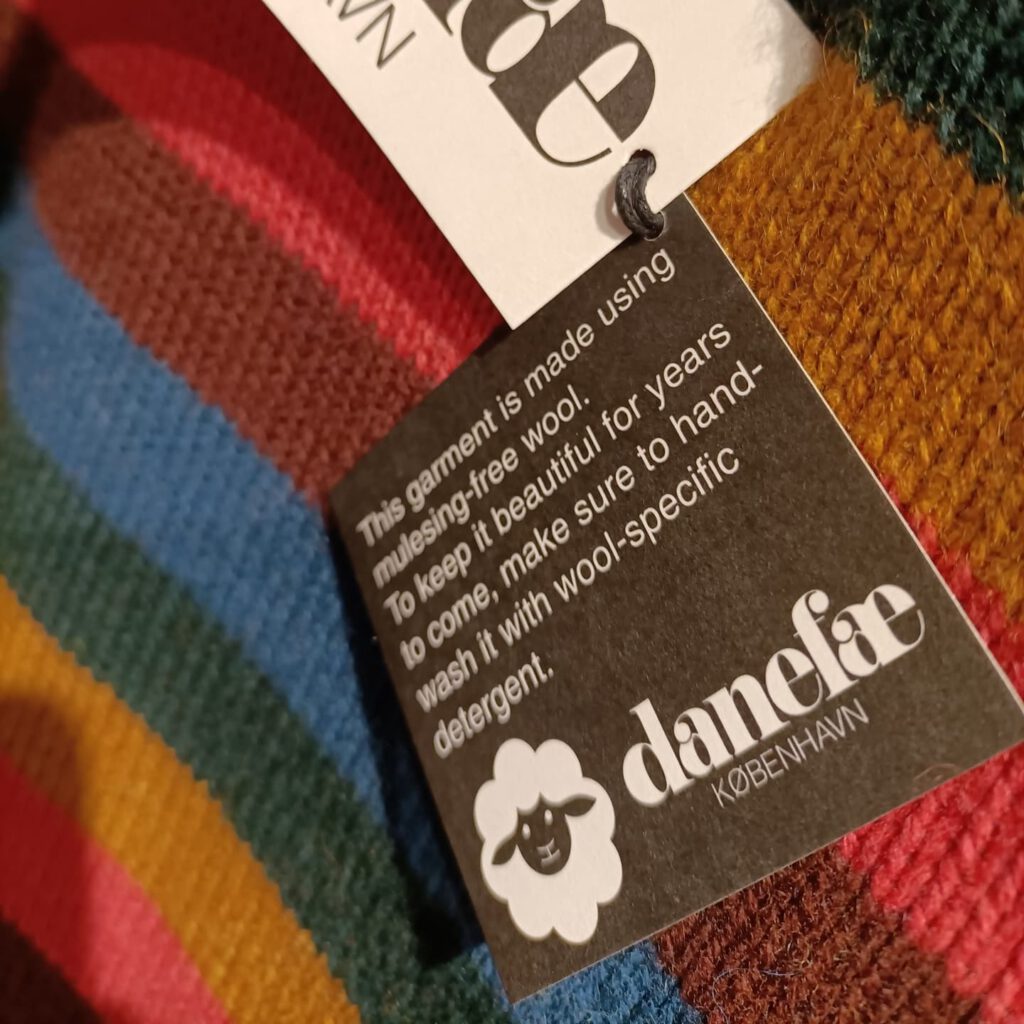 This garment is made using
mulesing-free wool.
To keep it beautiful for years
to come, make sure to hand-
wash it with wool-specific
detergent.
danefæ
KØBENHAVN